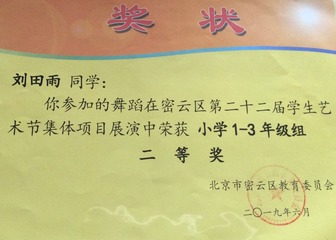 奖 状
刘田雨 同学：
你参加的舞蹈在密云区第二十二届学生艺
术节集体项目展演中荣获 小学1-3年级组
二 等 奖
北京市密云区教育委员会
二〇一九年六月